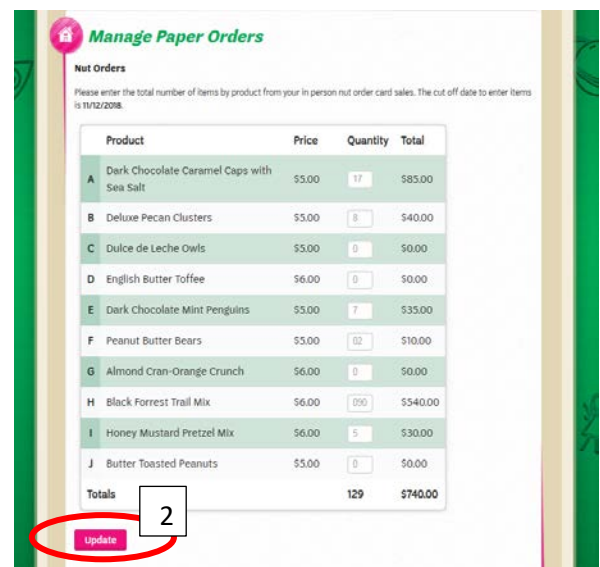 Manage Paper Orders
Nut Orders
Please enter the total number of items by product from your in person nut order card sales. The cut off date to enter items
is 11/12/2018.
Product Price Quantity Total
A Dark Chocolate Caramel Caps with
Sea Salt $5.00 17 $85.00
B Deluxe Pecan Clusters $5.00 8 $40.00
C Dulce de Leche Owls $5.00 0 $0.00
D English Butter Toffee $6.00 0 $0.00
E Dark Chocolate Mint Penguins $5.00 7 $35.00
F Peanut Butter Bears $5.00 02 $10.00
G Almond Cran-Orange Crunch $6.00 0 $0.00
H Black Forrest Trail Mix $6.00 090 $540.00
I Honey Mustard Pretzel Mix $6.00 5 $30.00
J Butter Toasted Peanuts $5.00 0 $0.00
Totals 129 $740.00
2
Update